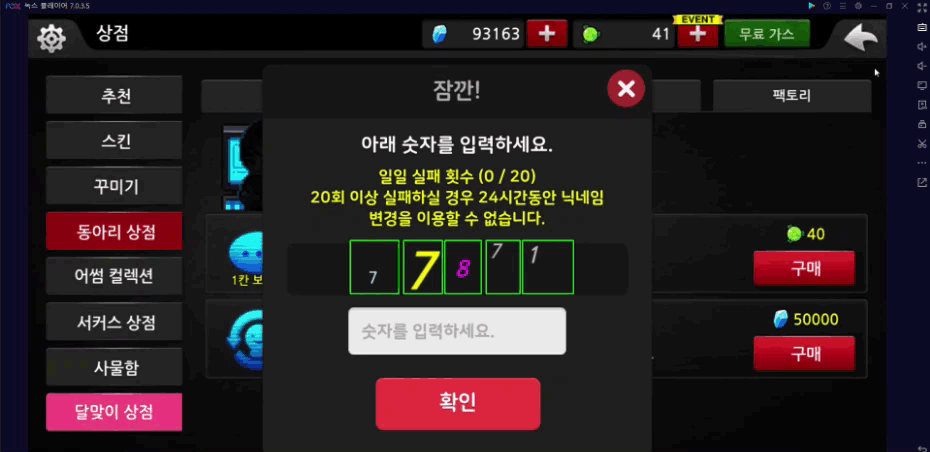 NOX 녹스 플레이어 7.0.3.5
상점
93163
41
EVENT
무료 가스
추천
스킨
꾸미기
동아리 상점
어썸 컬렉션
서커스 상점
사물함
달맞이 상점
팩토리
잠깐!
아래 숫자를 입력하세요.
일일 실패 횟수 (0 / 20)
20회 이상 실패하실 경우 24시간동안 닉네임
변경을 이용할 수 없습니다.
7 7 8 7 1
숫자를 입력하세요.
확인
1칸 보
40
구매
50000
구매